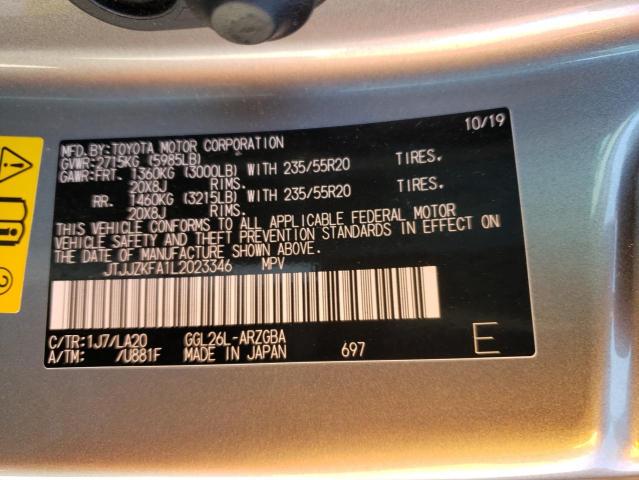 10/19
MFD.BY:TOYOTA MOTOR CORPORATION
GVWR:2715KG (5985LB)
GAWR:FRT. 1360KG (3000LB) WITH 235/55R20 TIRES.
20X8J RIMS.
RR. 1460KG (3215LB) WITH 235/55R20 TIRES.
20X8J RIMS.
THIS VEHICLE CONFORMS TO ALL APPLICABLE FEDERAL MOTOR
VEHICLE SAFETY AND THEFT PREVENTION STANDARDS IN EFFECT ON
THE DATE OF MANUFACTURE SHOWN ABOVE.
JTJJZKFA1L2023346 MPV
C/TR:1J7/LA20 GGL26L-ARZGBA
A/TM: /U881F MADE IN JAPAN 697 E
2